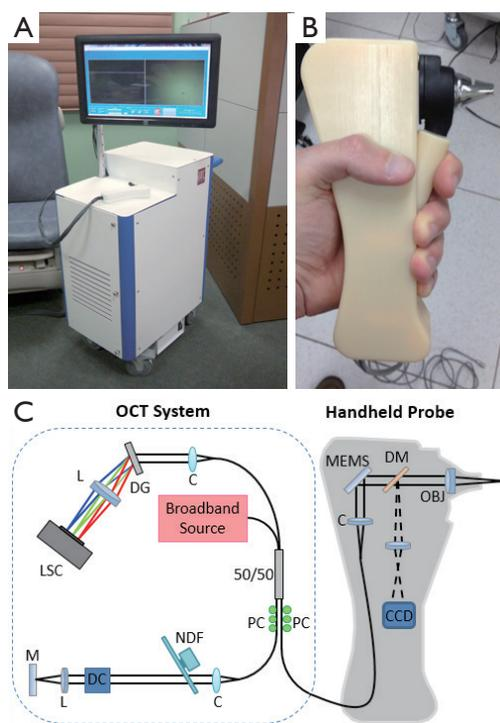 A
B
C
OCT System
Handheld Probe
L
DG
C
LSC
Broadband
Source
50/50
PC
PC
NDF
M
L
DC
C
MEMS
DM
OBJ
C
CCD